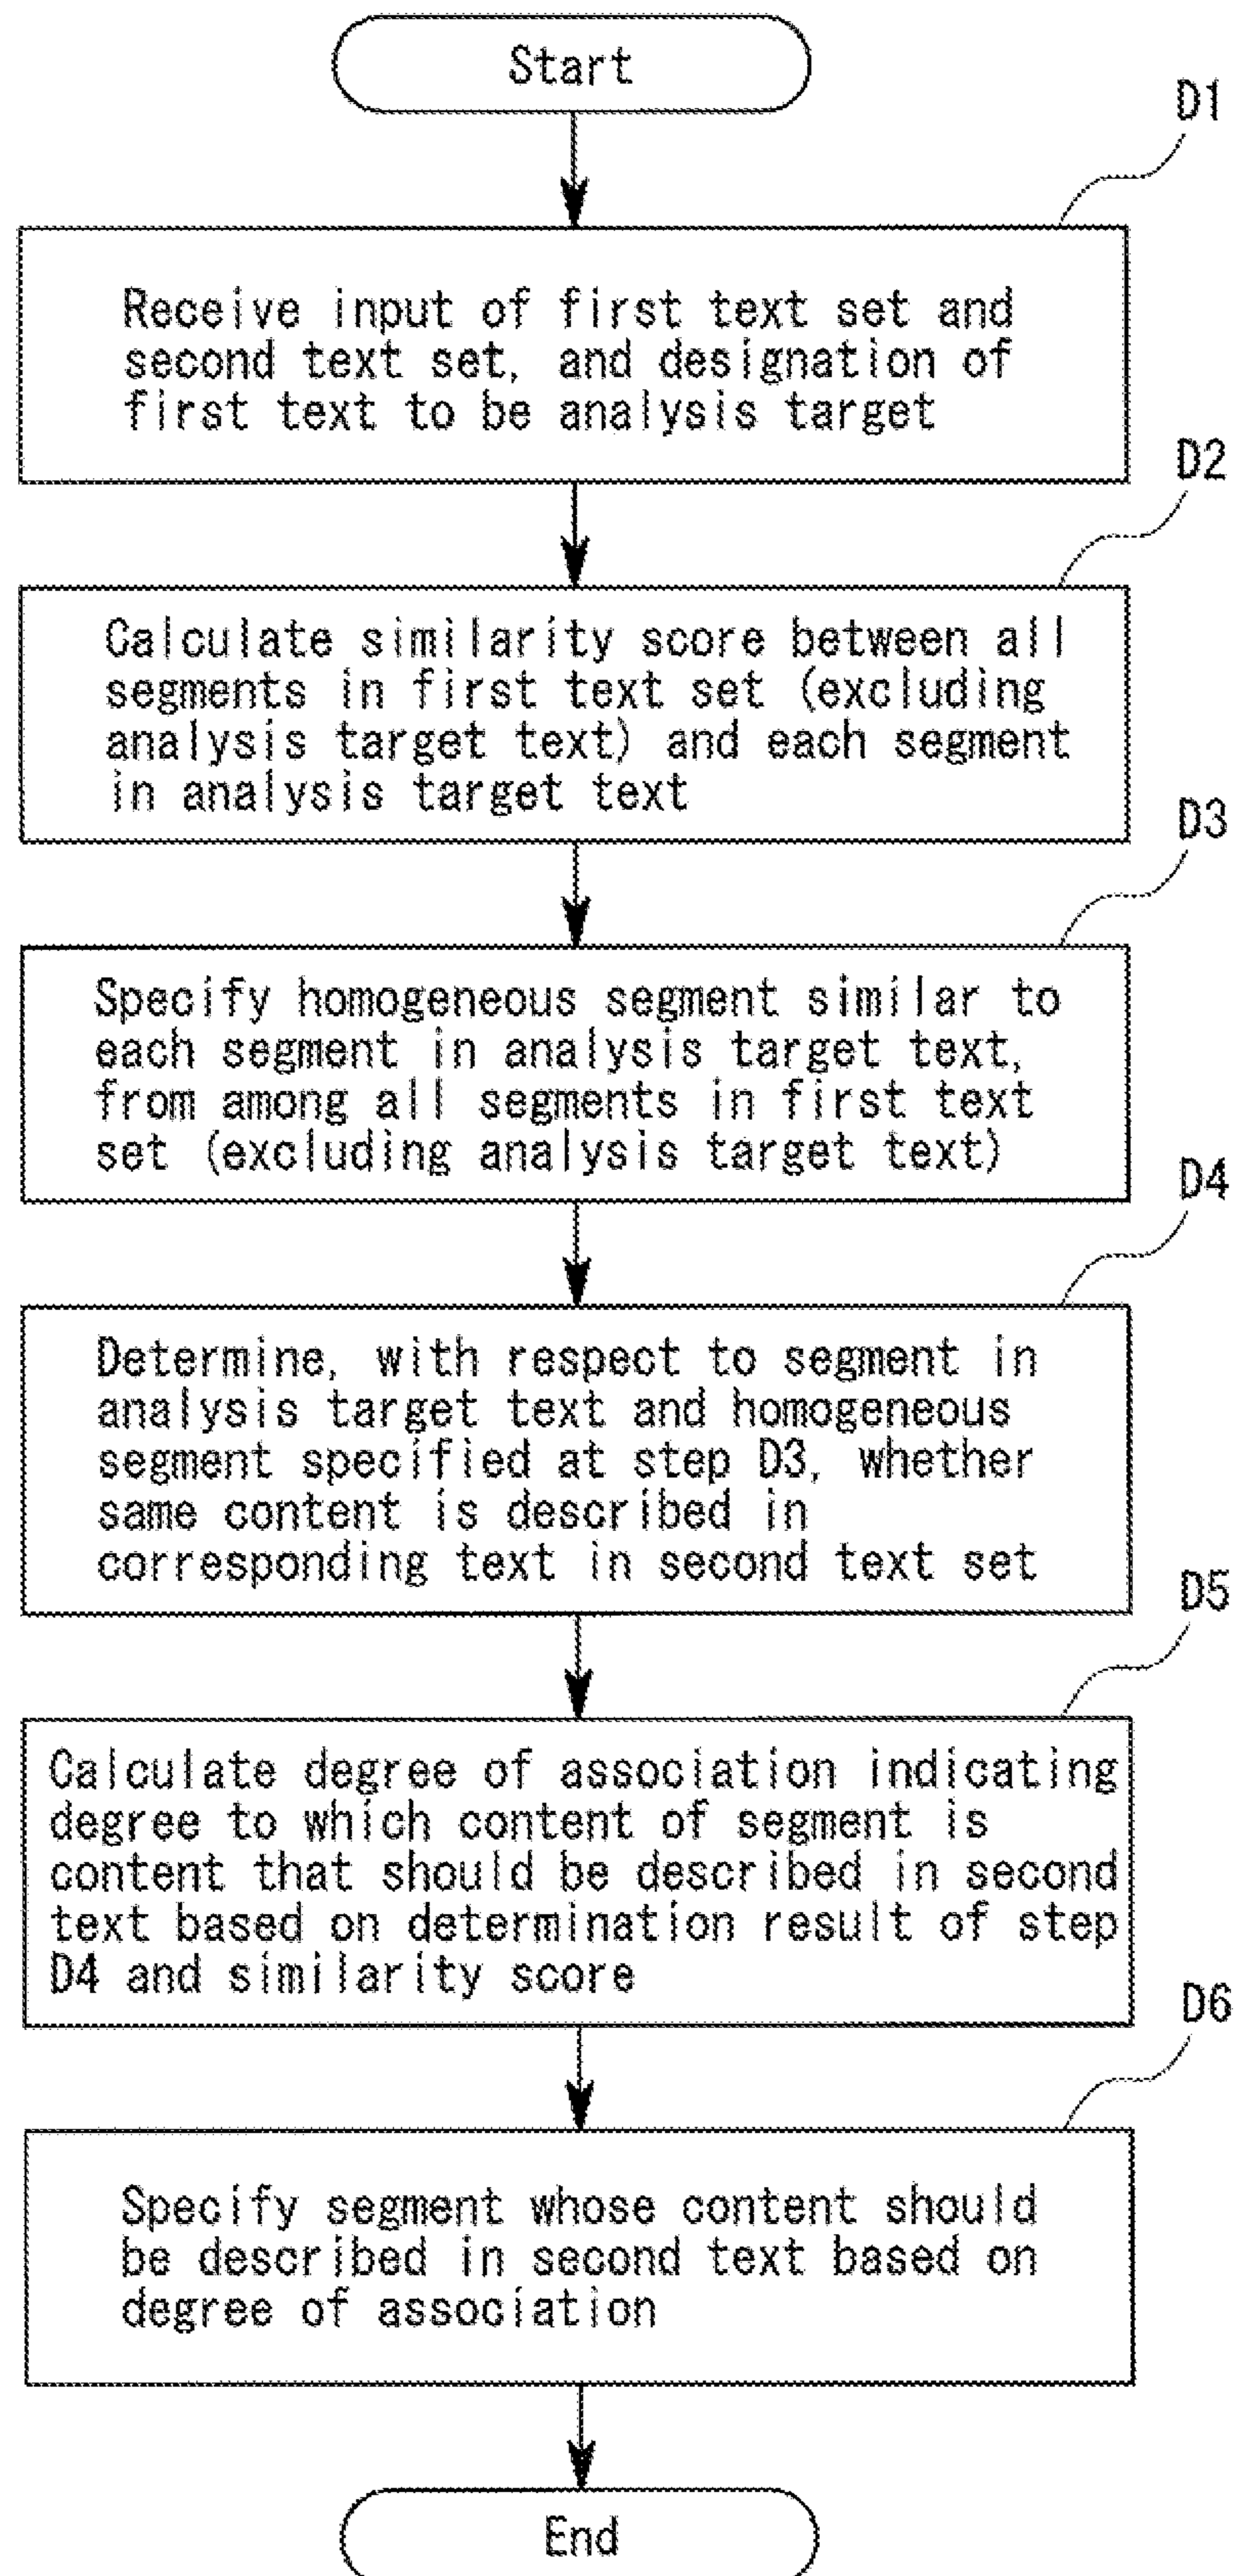 Start
D1
Receive input of first text set and
second text set, and designation of
first text to be analysis target
D2
Calculate similarity score between all
segments in first text set (excluding
analysis target text) and each segment
in analysis target text
D3
Specify homogeneous segment similar to
each segment in analysis target text,
from among all segments in first text
set (excluding analysis target text)
D4
Determine, with respect to segment in
analysis target text and homogeneous
segment specified at step D3, whether
same content is described in
corresponding text in second text set
D5
Calculate degree of association indicating
degree to which content of segment is
content that should be described in second
text based on determination result of step
D4 and similarity score
D6
Specify segment whose content should
be described in second text based on
degree of association
End